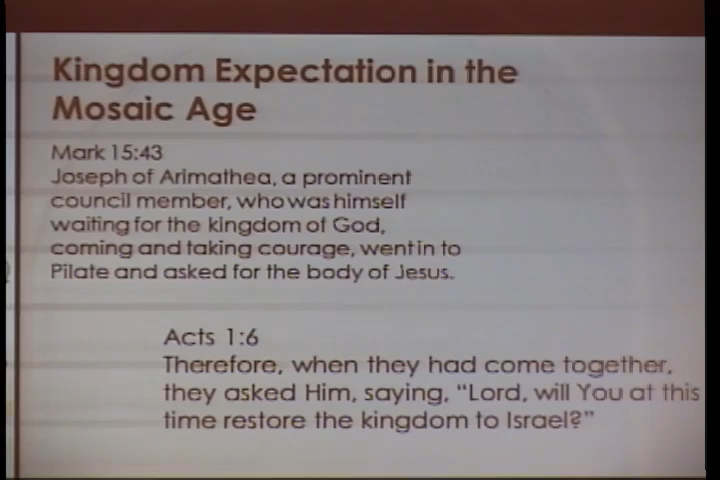 Kingdom Expectation in the
Mosaic Age
Mark 15:43
Joseph of Arimathea, a prominent
council member, who was himself
waiting for the kingdom of God,
coming and taking courage, went in to
Pilate and asked for the body of Jesus.
Acts 1:6
Therefore, when they had come together,
they asked Him, saying, “Lord, will You at this
time restore the kingdom to Israel?”